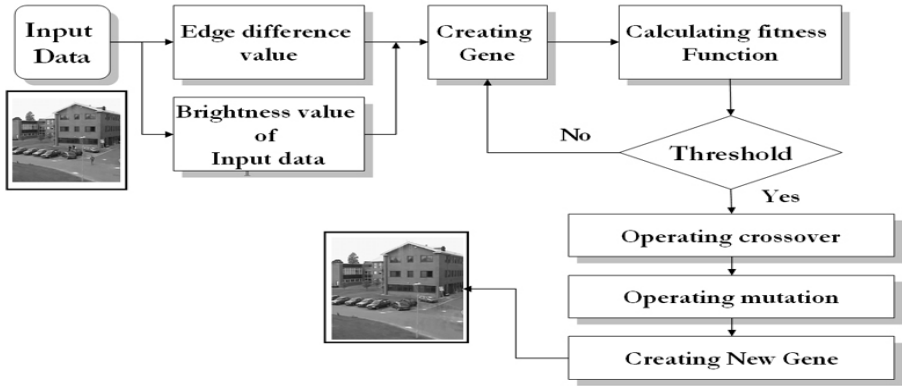 Input
Data
Edge difference
value
Brightness value
of
Input data
Creating
Gene
Calculating fitness
Function
Threshold
No
Yes
Operating crossover
Operating mutation
Creating New Gene